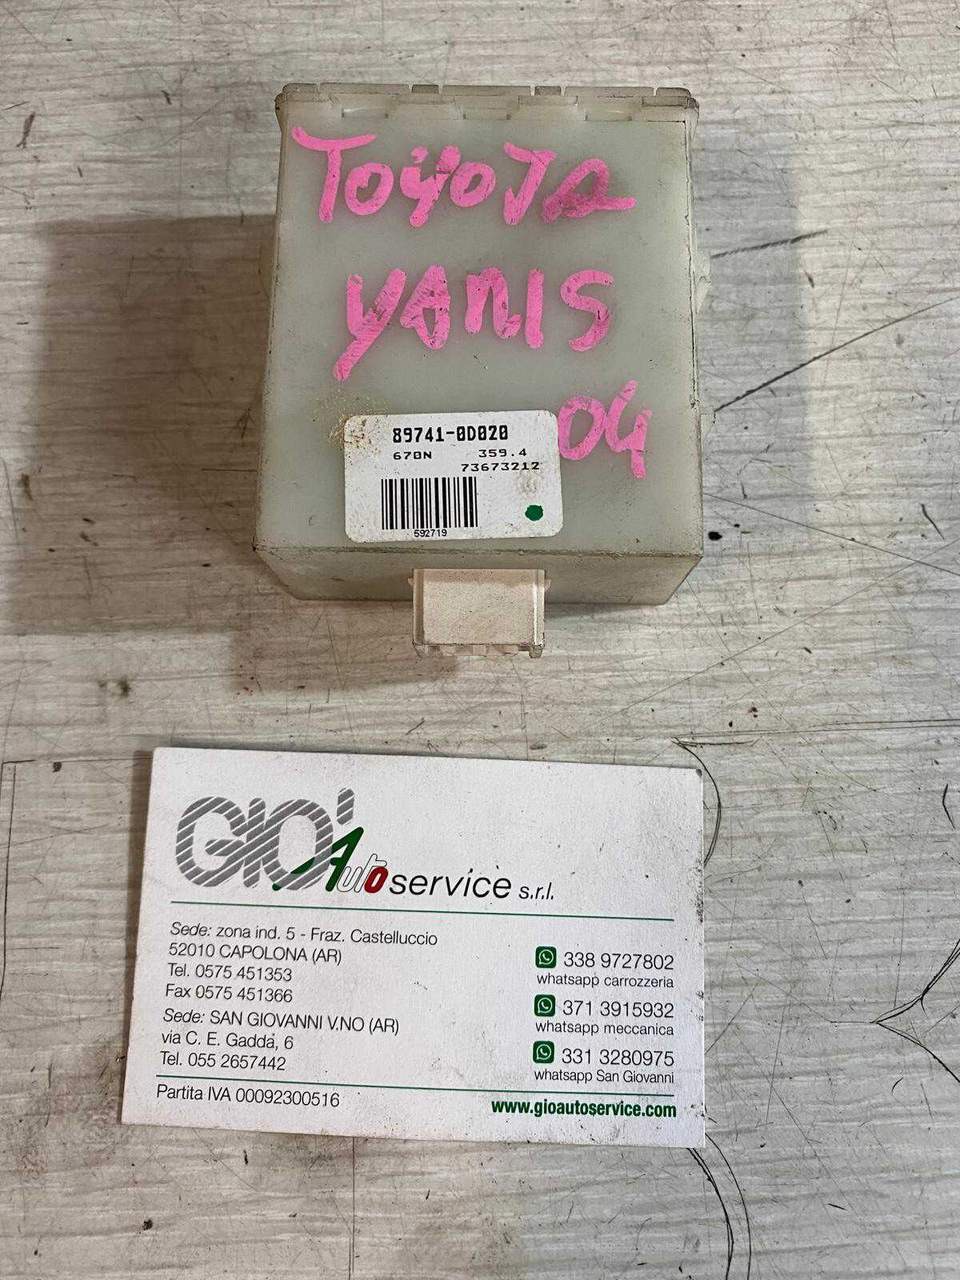 TOYOTA
YARIS
04
89741-0D020
670N 359.4
73673212
592719
GIO' Autoservice s.r.l.
Sede: zona ind. 5 - Fraz. Castelluccio
52010 CAPOLONA (AR)
Tel. 0575 451353
Fax 0575 451366
Sede: SAN GIOVANNI V.NO (AR)
via C. E. Gadda, 6
Tel. 055 2657442
338 9727802
whatsapp carrozzeria
371 3915932
whatsapp meccanica
331 3280975
whatsapp San Giovanni
Partita IVA 00092300516
www.gioautoservice.com